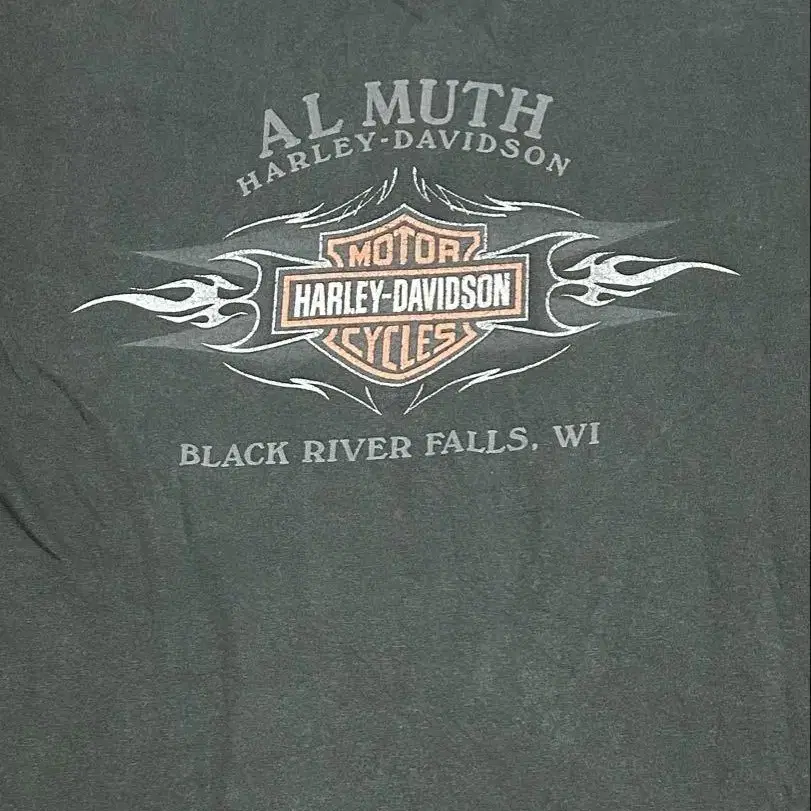 AL MUTH
HARLEY-DAVIDSON
MOTOR
HARLEY-DAVIDSON
CYCLES
BLACK RIVER FALLS, WI